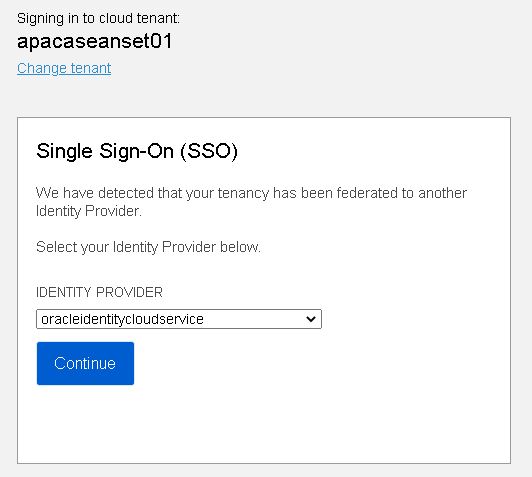 Signing in to cloud tenant:
apacaseanset01
Change tenant
Single Sign-On (SSO)
We have detected that your tenancy has been federated to another
Identity Provider.
Select your Identity Provider below.
IDENTITY PROVIDER
oracleidentitycloudservice
Continue